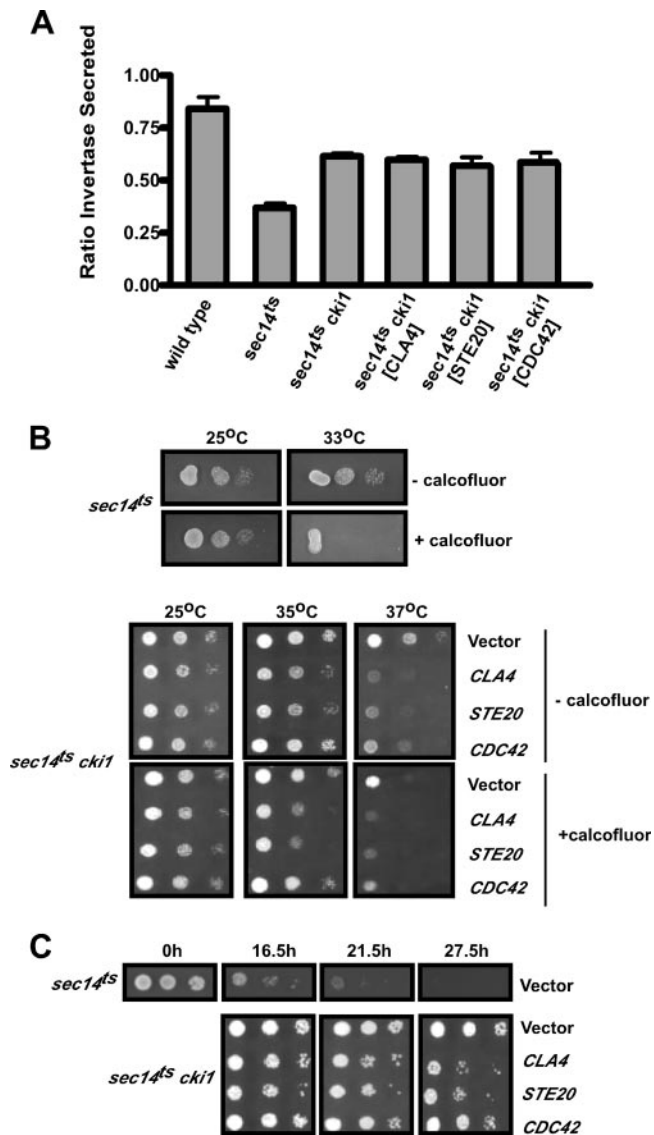 A
Ratio Invertase Secreted
1.00
0.75
0.50
0.25
0.00
wild type
sec14ts
sec14ts cki1
sec14ts cki1
[CLA4]
sec14ts cki1
[STE20]
sec14ts cki1
[CDC42]
B
25°C 33°C
sec14ts
- calcofluor
+ calcofluor
25°C 35°C 37°C
sec14ts cki1
Vector
CLA4
STE20
CDC42
- calcofluor
Vector
CLA4
STE20
CDC42
+calcofluor
C
0h 16.5h 21.5h 27.5h
sec14ts Vector
sec14ts cki1
Vector
CLA4
STE20
CDC42